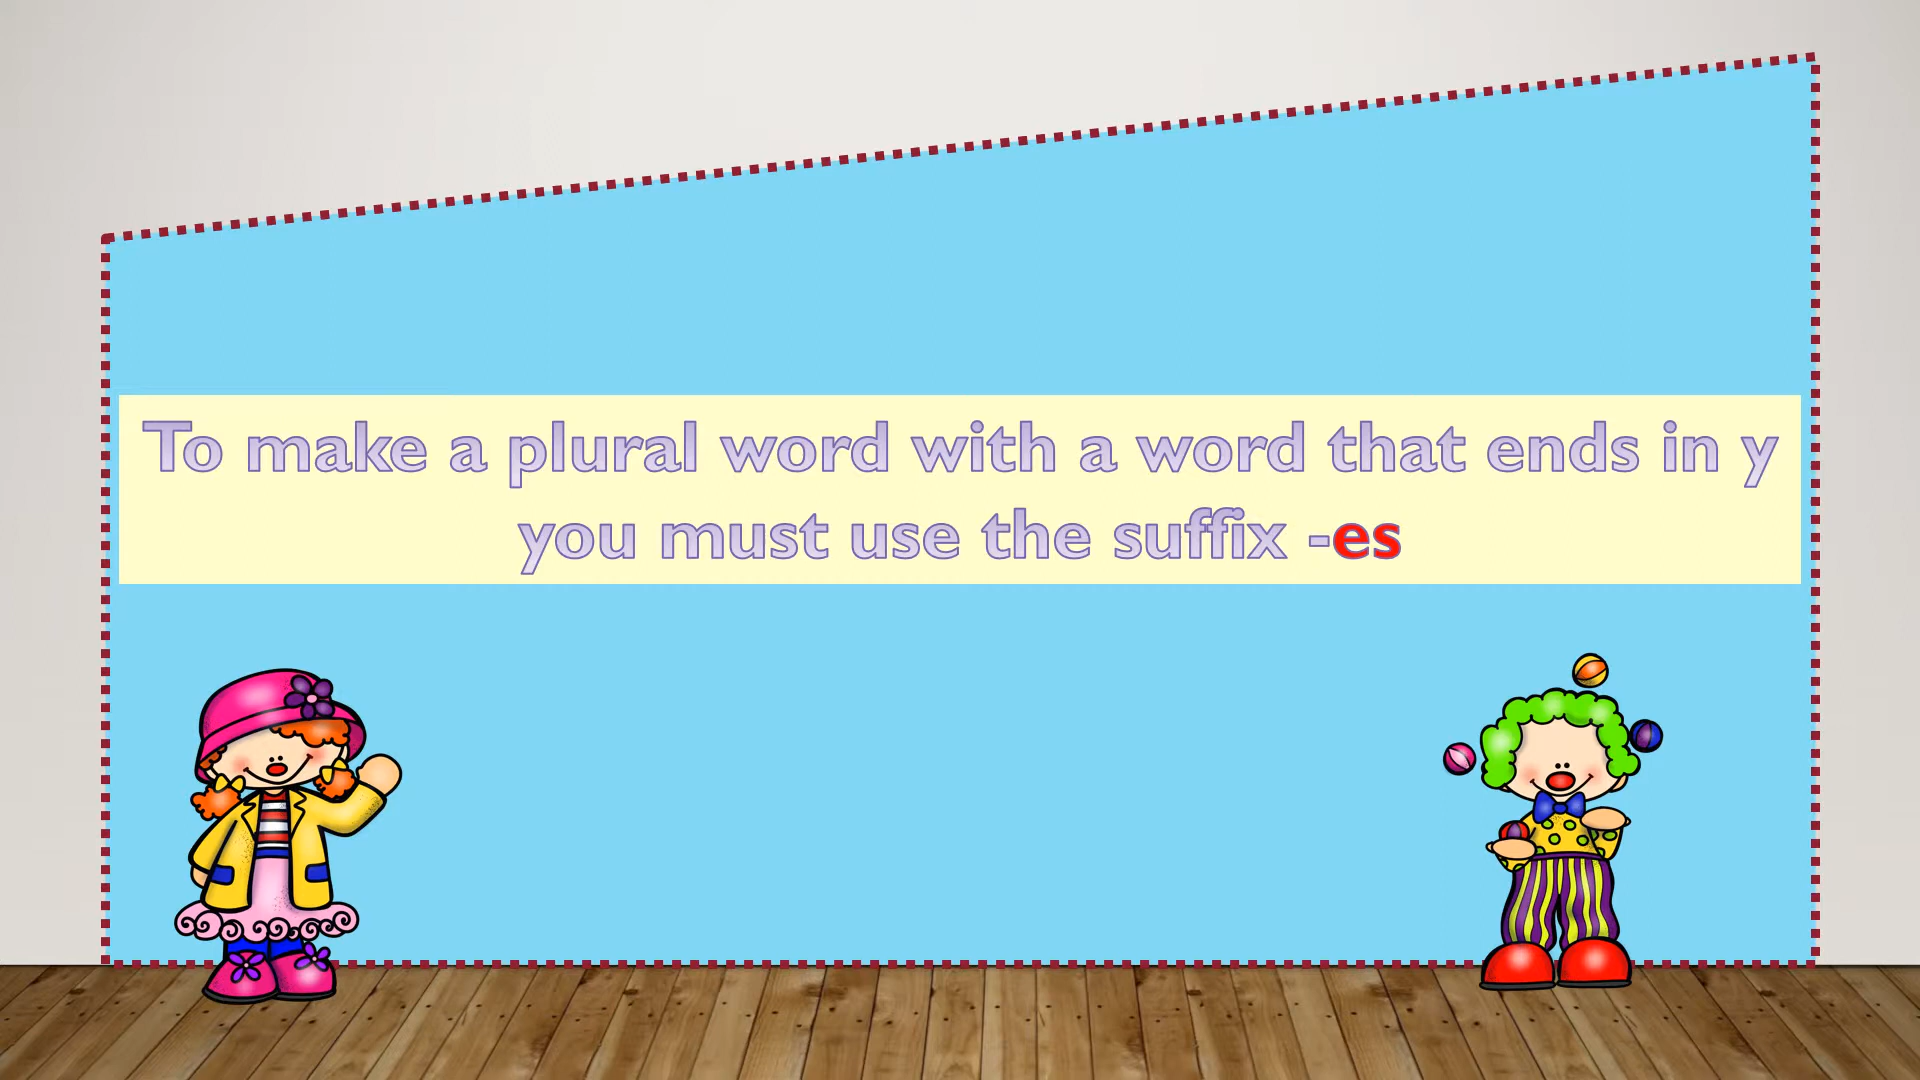 To make a plural word with a word that ends in y
you must use the suffix -es